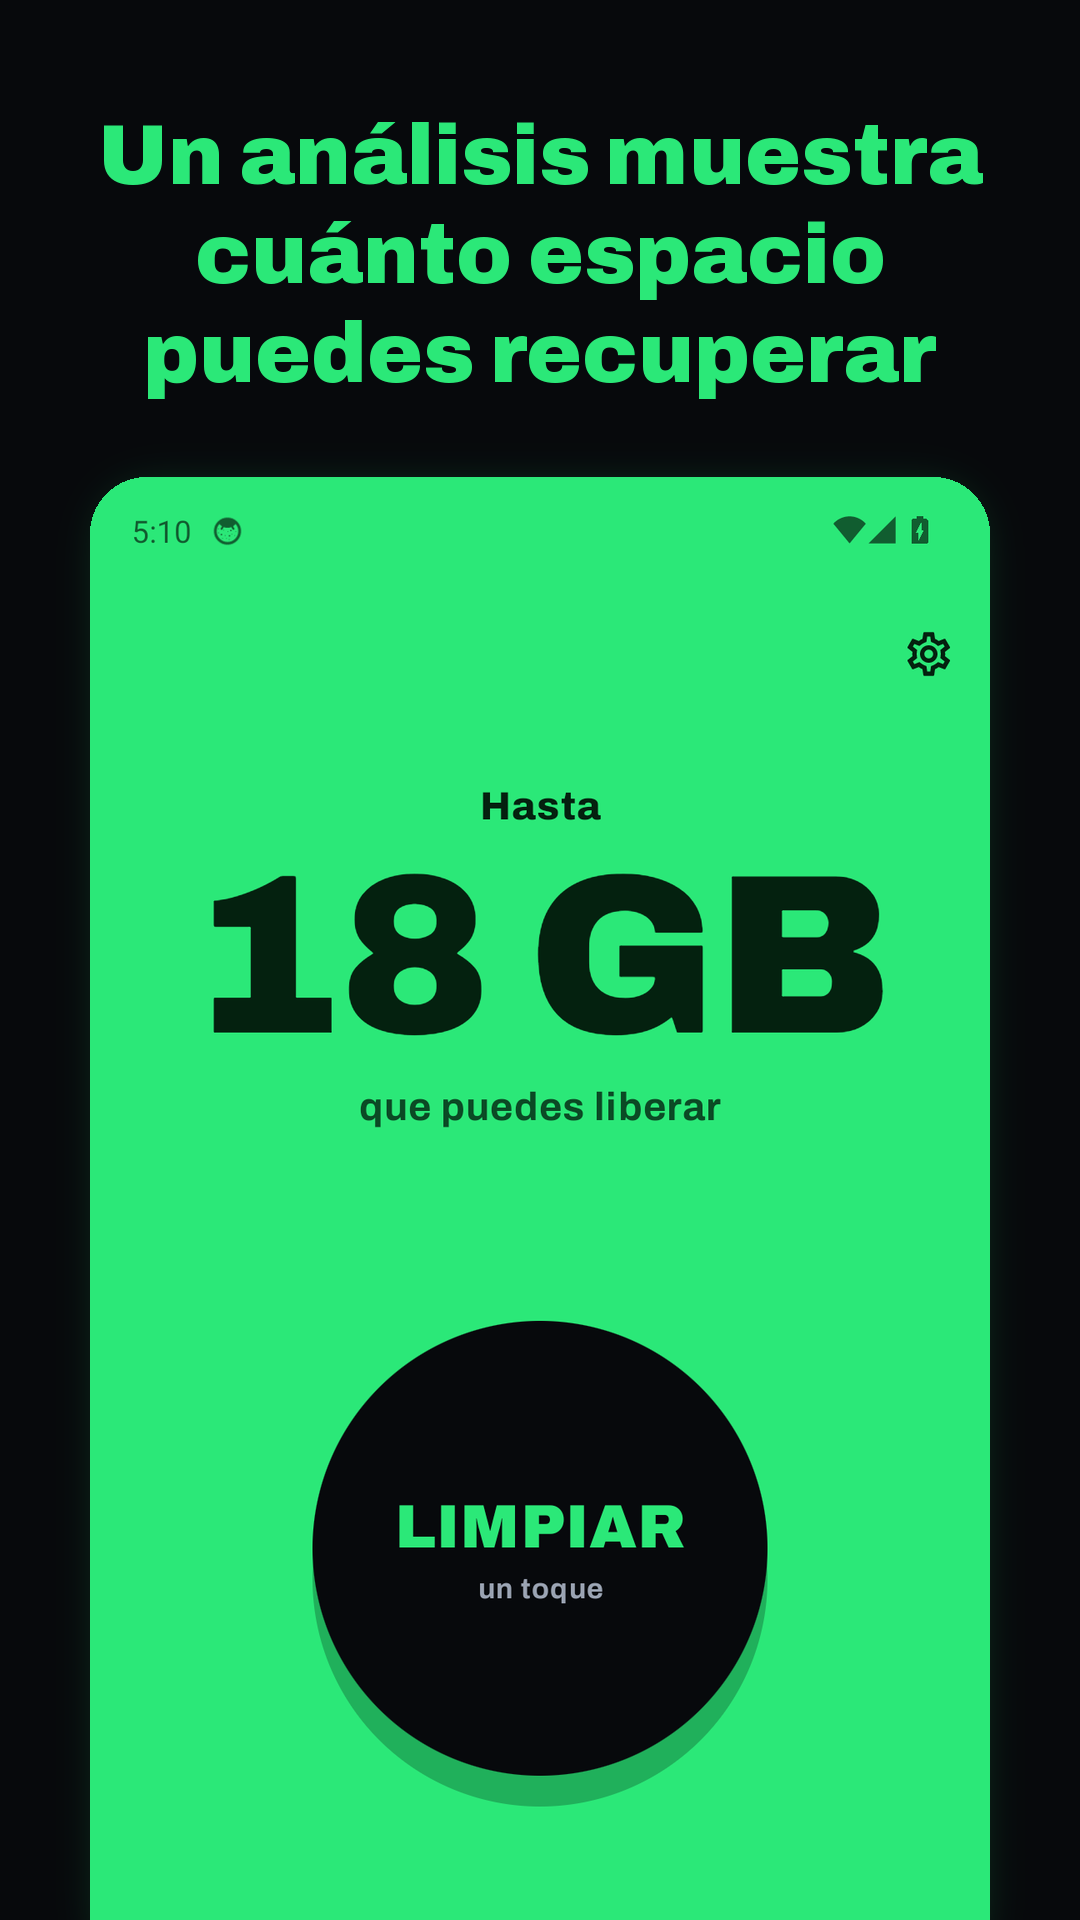 Un análisis muestra
cuánto espacio
puedes recuperar
5:10
Hasta
18 GB
que puedes liberar
LIMPIAR
un toque